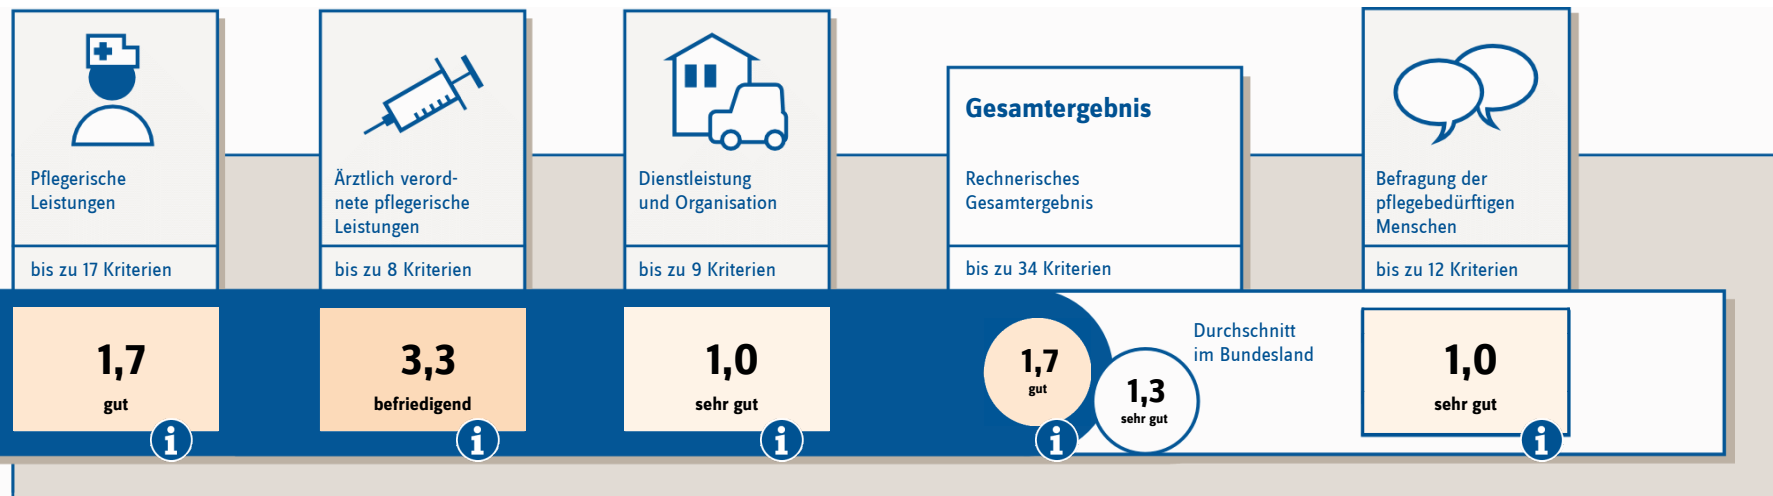 Pflegerische
Leistungen
bis zu 17 Kriterien
1,7
gut
i
Ärztlich verord-
nete pflegerische
Leistungen
bis zu 8 Kriterien
3,3
befriedigend
i
Dienstleistung
und Organisation
bis zu 9 Kriterien
1,0
sehr gut
i
Gesamtergebnis
Rechnerisches
Gesamtergebnis
bis zu 34 Kriterien
1,7
gut
i
1,3
sehr gut
Durchschnitt
im Bundesland
Befragung der
pflegebedürftigen
Menschen
bis zu 12 Kriterien
1,0
sehr gut
i